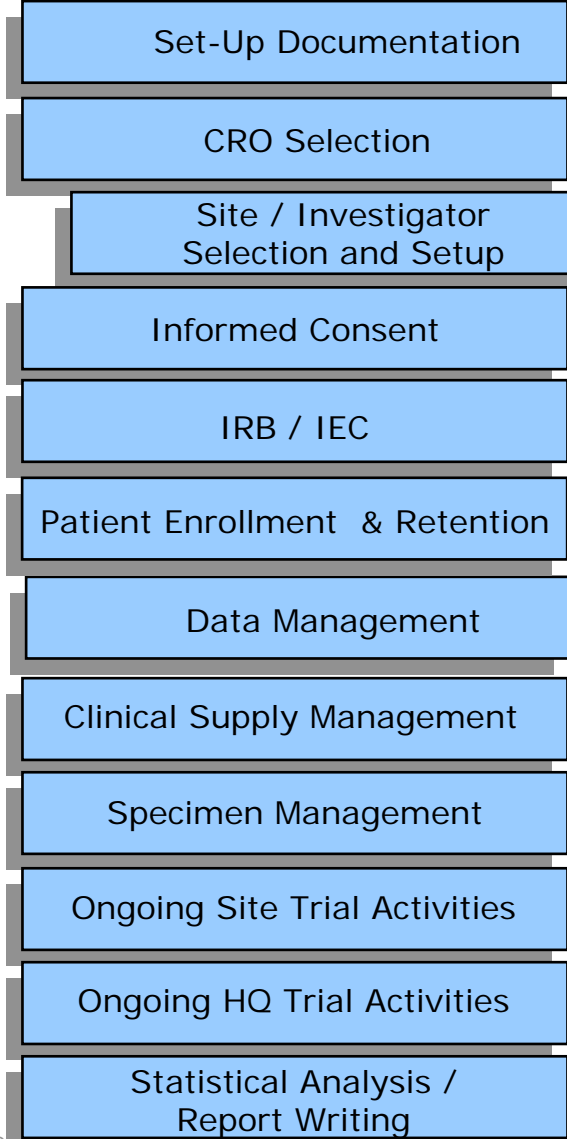 Set-Up Documentation
CRO Selection
Site / Investigator
Selection and Setup
Informed Consent
IRB / IEC
Patient Enrollment & Retention
Data Management
Clinical Supply Management
Specimen Management
Ongoing Site Trial Activities
Ongoing HQ Trial Activities
Statistical Analysis /
Report Writing